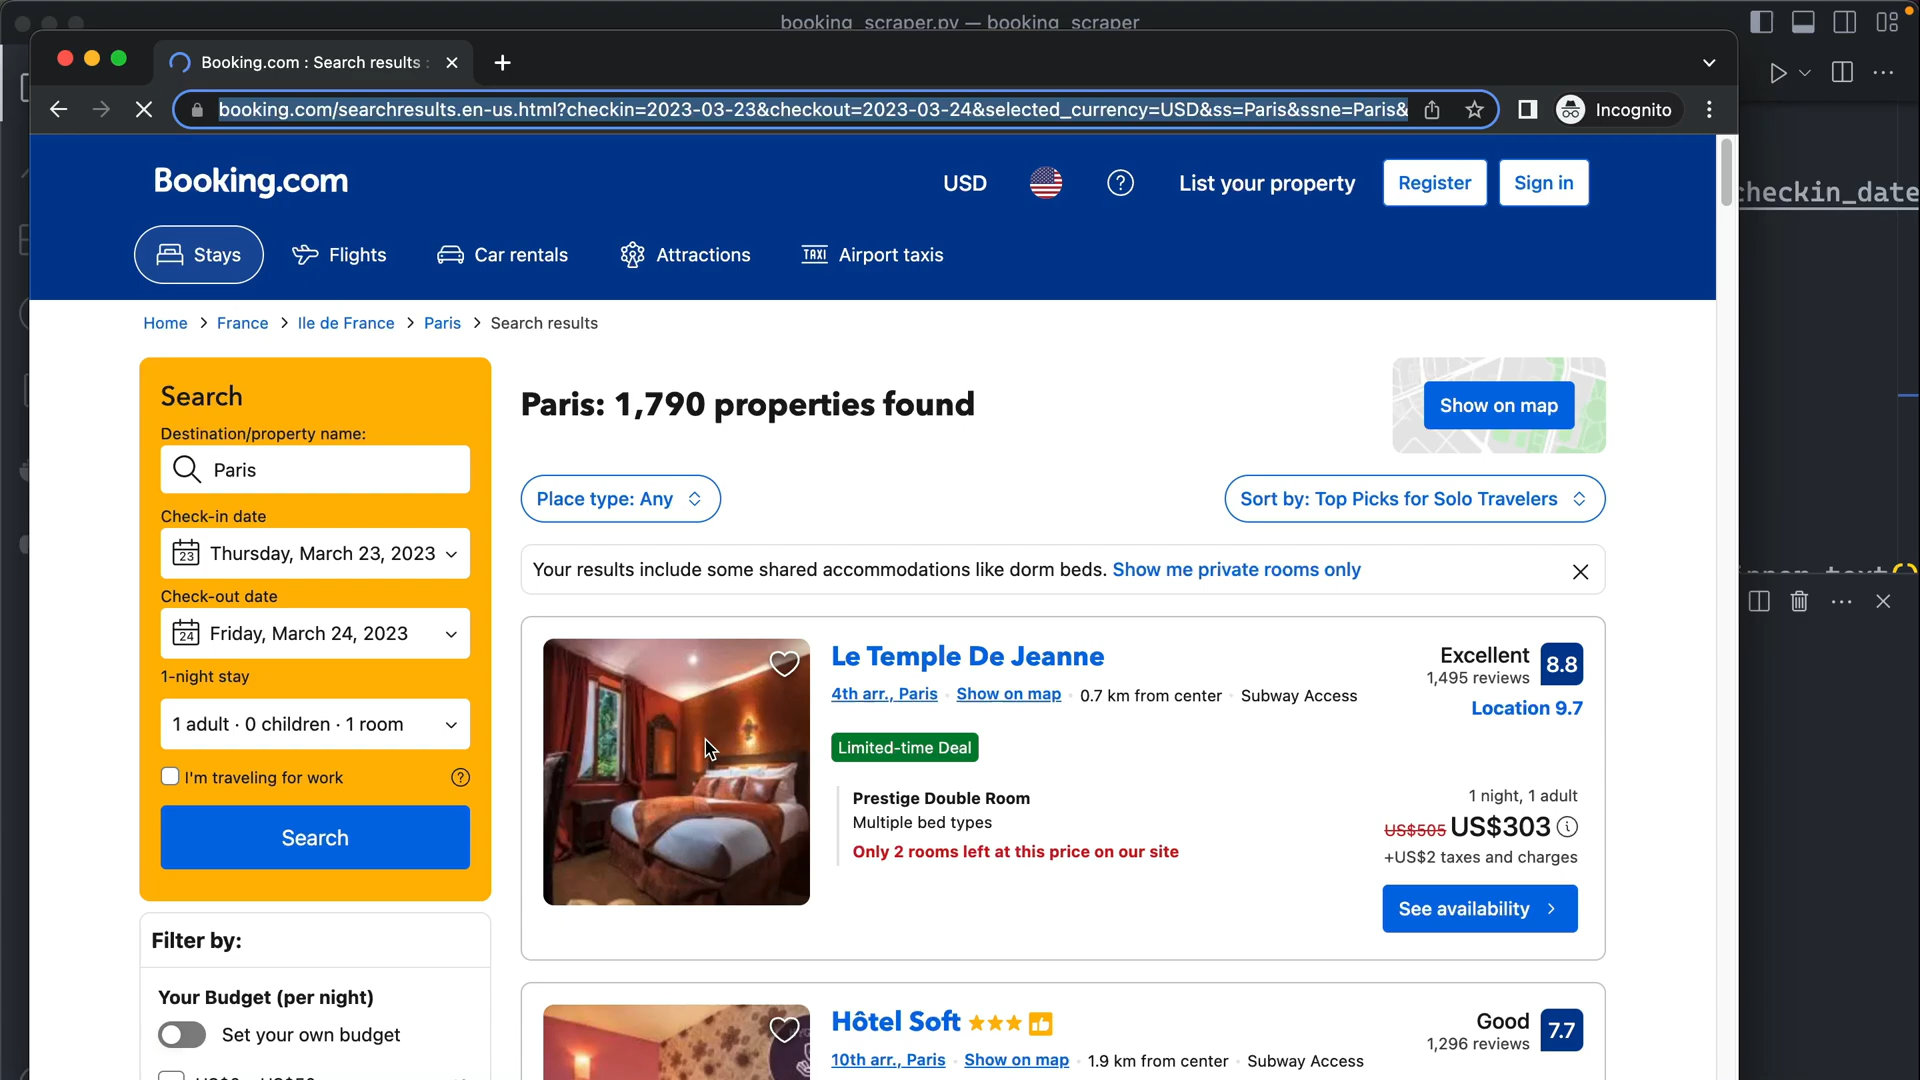 booking_scraper.py — booking_scraper
Booking.com : Search results :
booking.com/searchresults.en-us.html?checkin=2023-03-23&checkout=2023-03-24&selected_currency=USD&ss=Paris&ssne=Paris&
Incognito
Booking.com
USD
List your property
Register
Sign in
checkin_date
Stays
Flights
Car rentals
Attractions
TAXI Airport taxis
Home > France > Ile de France > Paris > Search results
Search
Destination/property name:
Paris
Check-in date
23 Thursday, March 23, 2023
Check-out date
24 Friday, March 24, 2023
1-night stay
1 adult · 0 children · 1 room
I'm traveling for work
Search
Filter by:
Your Budget (per night)
Set your own budget
Paris: 1,790 properties found
Show on map
Place type: Any
Sort by: Top Picks for Solo Travelers
Your results include some shared accommodations like dorm beds. Show me private rooms only
Le Temple De Jeanne
4th arr., Paris · Show on map · 0.7 km from center · Subway Access
Limited-time Deal
Prestige Double Room
Multiple bed types
Only 2 rooms left at this price on our site
Excellent 8.8
1,495 reviews
Location 9.7
1 night, 1 adult
US$505 US$303
+US$2 taxes and charges
See availability
Hôtel Soft
10th arr., Paris · Show on map · 1.9 km from center · Subway Access
Good 7.7
1,296 reviews